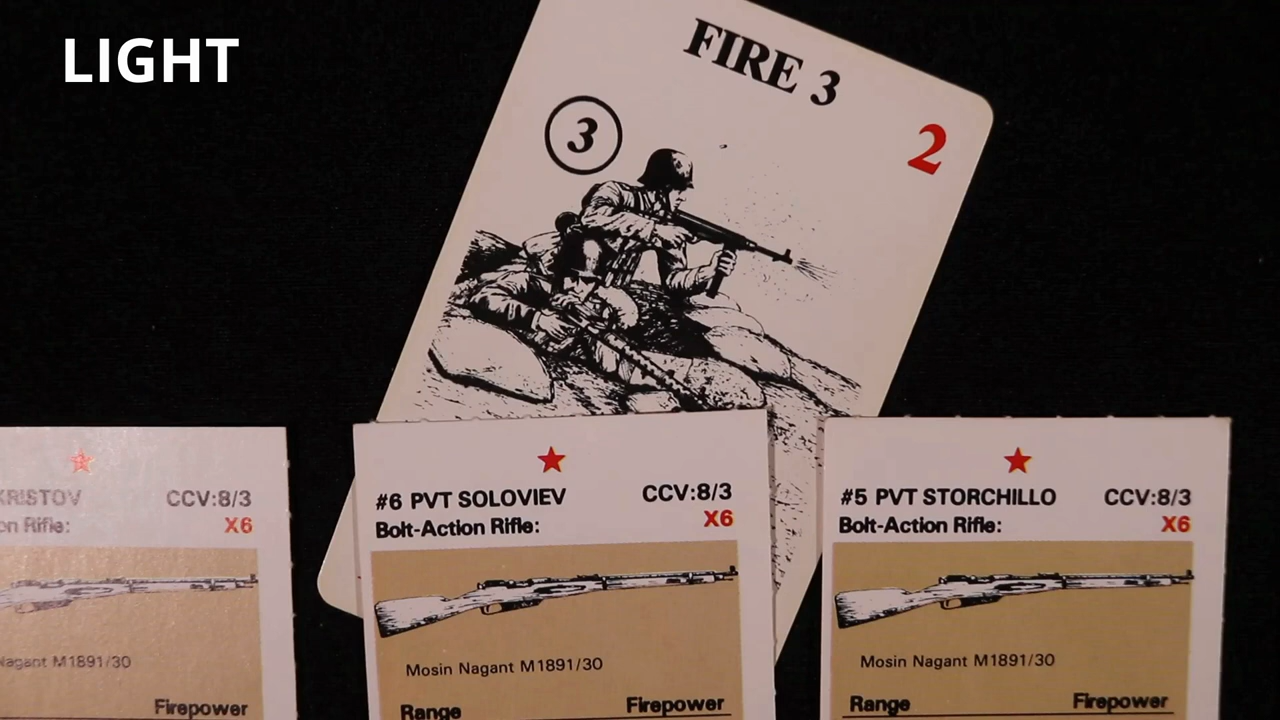 LIGHT
FIRE 3
3
2
KRISTOV CCV:8/3
on Rifle: X6
Nagant M1891/30
Firepower
#6 PVT SOLOVIEV CCV:8/3
Bolt-Action Rifle: X6
Mosin Nagant M1891/30
Range Firepower
#5 PVT STORCHILLO CCV:8/3
Bolt-Action Rifle: X6
Mosin Nagant M1891/30
Range Firepower